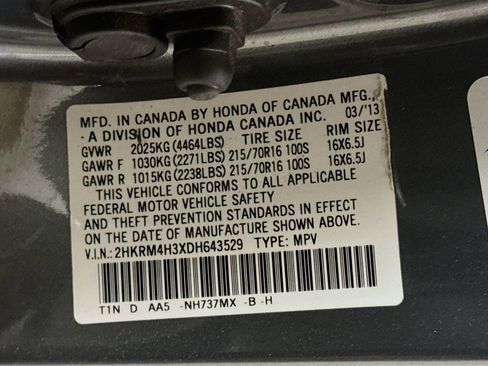 MFD. IN CANADA BY HONDA OF CANADA MFG.,
A DIVISION OF HONDA CANADA INC. 03/'13
GVWR 2025KG (4464LBS) TIRE SIZE RIM SIZE
GAWR F 1030KG (2271LBS) 215/70R16 100S 16X6.5J
GAWR R 1015KG (2238LBS) 215/70R16 100S 16X6.5J
THIS VEHICLE CONFORMS TO ALL APPLICABLE
FEDERAL MOTOR VEHICLE SAFETY
AND THEFT PREVENTION STANDARDS IN EFFECT
ON THE DATE OF MANUFACTURE SHOWN ABOVE.
V.I.N.: 2HKRM4H3XDH643529 TYPE: MPV
T1N D AA5 -NH737MX -B -H